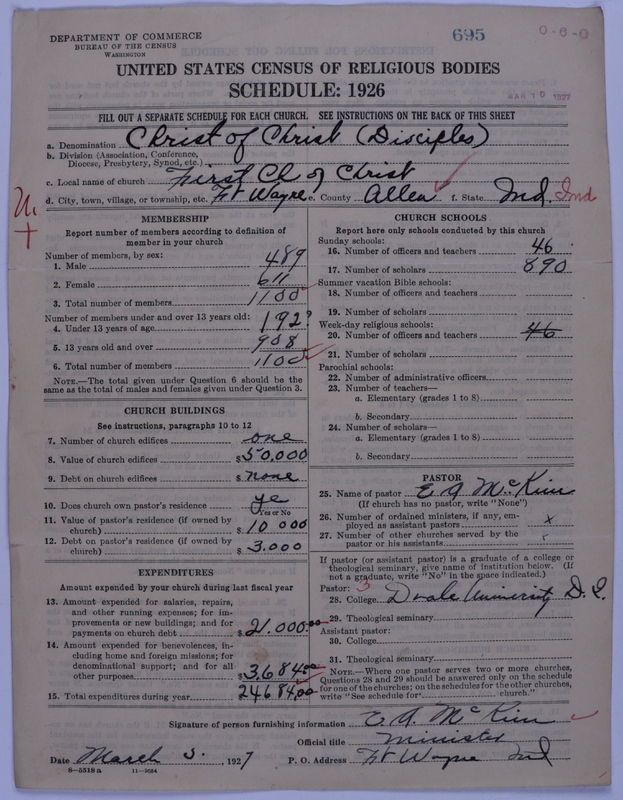 DEPARTMENT OF COMMERCE
BUREAU OF THE CENSUS
WASHINGTON
695
0-6-0
MAR 10 1927
UNITED STATES CENSUS OF RELIGIOUS BODIES
SCHEDULE: 1926
FILL OUT A SEPARATE SCHEDULE FOR EACH CHURCH. SEE INSTRUCTIONS ON THE BACK OF THIS SHEET
a. Denomination Christ of Christ (Disciples)
b. Division (Association, Conference, Diocese, Presbytery, Synod, etc.)
c. Local name of church First Ch of Christ
d. City, town, village, or township, etc. Ft Wayne e. County Allen f. State Ind. Ind
MEMBERSHIP
Report number of members according to definition of
member in your church
Number of members, by sex:
1. Male 489
2. Female 611
3. Total number of members 1100
Number of members under and over 13 years old:
4. Under 13 years of age 192
5. 13 years old and over 908
6. Total number of members 1100
NOTE.—The total given under Question 6 should be the
same as the total of males and females given under Question 3.
CHURCH BUILDINGS
See instructions, paragraphs 10 to 12
7. Number of church edifices one
8. Value of church edifices $50,000
9. Debt on church edifices $ none
10. Does church own pastor's residence ye
Yes or No
11. Value of pastor's residence (if owned by
church) $ 10 000
12. Debt on pastor's residence (if owned by
church) $ 3.000
EXPENDITURES
Amount expended by your church during last fiscal year
13. Amount expended for salaries, repairs,
and other running expenses; for im-
provements or new buildings; and for
payments on church debt $21.000.00
14. Amount expended for benevolences, in-
cluding home and foreign missions; for
denominational support; and for all
other purposes $3,684.00
15. Total expenditures during year 24684.00
CHURCH SCHOOLS
Report here only schools conducted by this church
Sunday schools:
16. Number of officers and teachers 46
17. Number of scholars 890
Summer vacation Bible schools:
18. Number of officers and teachers
19. Number of scholars
Week-day religious schools:
20. Number of officers and teachers 46
21. Number of scholars
Parochial schools:
22. Number of administrative officers
23. Number of teachers—
a. Elementary (grades 1 to 8)
b. Secondary
24. Number of scholars—
a. Elementary (grades 1 to 8)
b. Secondary
PASTOR
25. Name of pastor E A McKim
(If church has no pastor, write "None")
26. Number of ordained ministers, if any, em-
ployed as assistant pastors x
27. Number of other churches served by the
pastor or his assistants
If pastor (or assistant pastor) is a graduate of a college or
theological seminary, give name of institution below. (If
not a graduate, write "No" in the space indicated.)
Pastor: 3
28. College Drake University D. I.
29. Theological seminary
Assistant pastor:
30. College
31. Theological seminary
NOTE.—Where one pastor serves two or more churches,
Questions 28 and 29 should be answered only on the schedule
for one of the churches; on the schedules for the other churches,
write "See schedule for church."
Signature of person furnishing information E. A. McKim
Official title Minister
Date March 3, 1927 P. O. Address Ft Wayne Ind
8—5518 a 11—9264